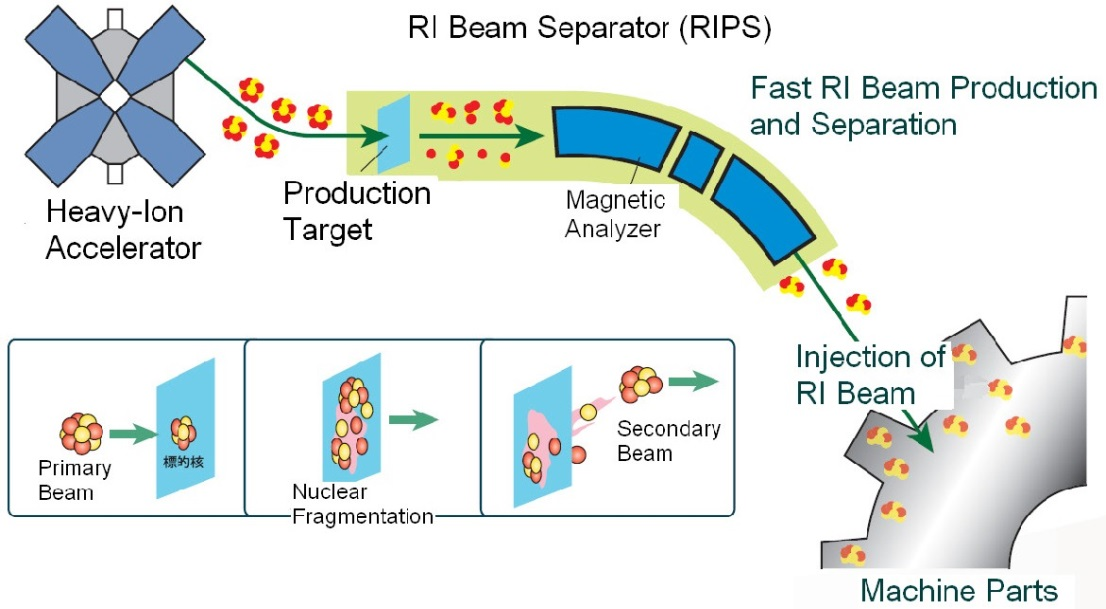 RI Beam Separator (RIPS)
Fast RI Beam Production
and Separation
Heavy-Ion
Accelerator
Production
Target
Magnetic
Analyzer
Injection of
RI Beam
Primary
Beam
標的核
Nuclear
Fragmentation
Secondary
Beam
Machine Parts